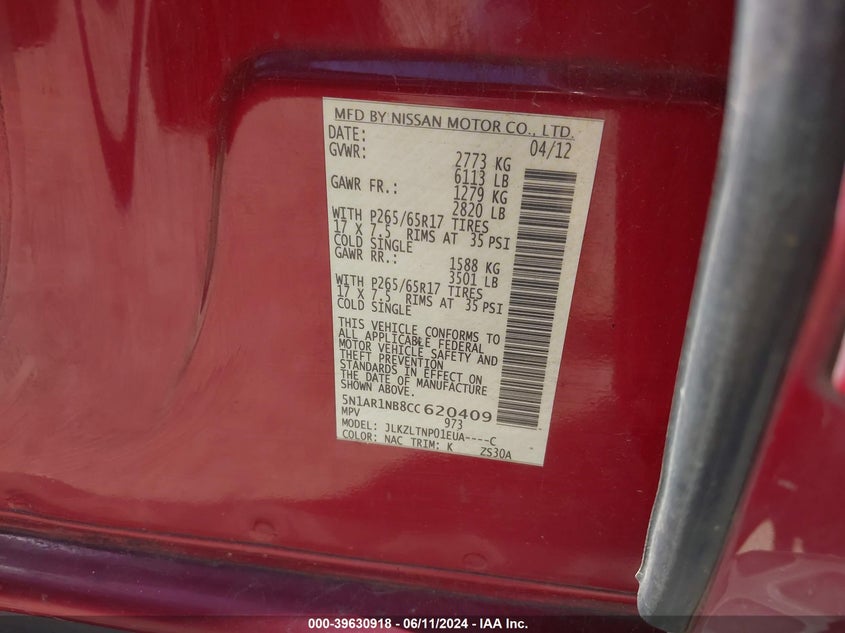 MFD BY NISSAN MOTOR CO., LTD.
DATE: 04/12
GVWR: 2773 KG
6113 LB
GAWR FR.: 1279 KG
2820 LB
WITH P265/65R17 TIRES
17 X 7.5 RIMS AT 35 PSI
COLD SINGLE
GAWR RR.: 1588 KG
3501 LB
WITH P265/65R17 TIRES
17 X 7.5 RIMS AT 35 PSI
COLD SINGLE
THIS VEHICLE CONFORMS TO
ALL APPLICABLE FEDERAL
MOTOR VEHICLE SAFETY AND
THEFT PREVENTION
STANDARDS IN EFFECT ON
THE DATE OF MANUFACTURE
SHOWN ABOVE.
5N1AR1NB8CC 620409
MPV 973
MODEL: JLKZLTNP01EUA----C
COLOR: NAC TRIM: K ZS30A
000-39630918 - 06/11/2024 - IAA Inc.